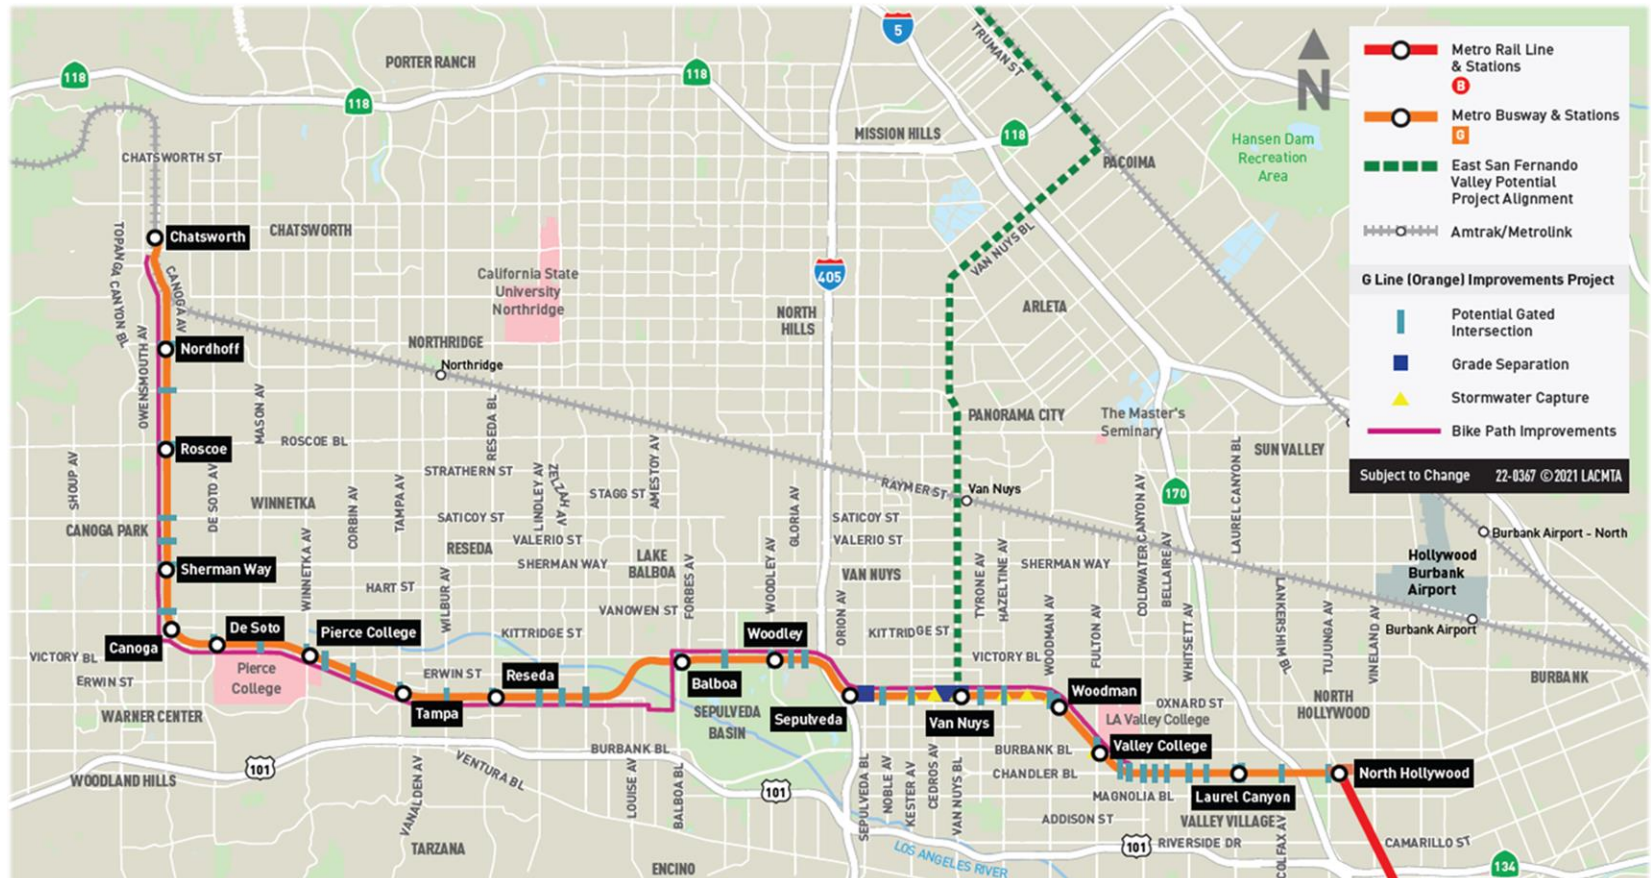 118
PORTER RANCH
118
118
5
TRUMAN ST
MISSION HILLS
118
PACOIMA
Hansen Dam
Recreation
Area
N
Metro Rail Line
& Stations
B
Metro Busway & Stations
G
East San Fernando
Valley Potential
Project Alignment
Amtrak/Metrolink
G Line (Orange) Improvements Project
Potential Gated
Intersection
Grade Separation
Stormwater Capture
Bike Path Improvements
Subject to Change
22-0367 ©2021 LACMTA
CHATSWORTH ST
Chatsworth
CHATSWORTH
TOPANGA CANYON BL
CANOGA AV
California State
University
Northridge
405
NORTH
HILLS
VAN NUYS BL
ARLETA
OWENSMOUTH AV
Nordhoff
NORTHRIDGE
Northridge
MASON AV
RESEDA BL
PANORAMA CITY
The Master's
Seminary
SUN VALLEY
Roscoe
ROSCOE BL
SHOUP AV
DE SOTO AV
STRATHERN ST
LINDLEY AV
ZELZAH AV
STAGG ST
AMESTOY AV
RAYMER ST
Van Nuys
170
LAUREL CANYON BL
COLDWATER CANYON AV
BELLAIRE AV
WINNETKA
CORBIN AV
TAMPA AV
SATICOY ST
GLORIA AV
SATICOY ST
CANOGA PARK
VALERIO ST
VALERIO ST
RESEDA
SHERMAN WAY
LAKE
BALBOA
WOODLEY AV
FORBES AV
VAN NUYS
TYRONE AV
HAZELTINE AV
SHERMAN WAY
Burbank Airport - North
Hollywood
Burbank
Airport
Sherman Way
WINNETKA AV
HART ST
WILBUR AV
VANOWEN ST
ORION AV
WOODMAN AV
FULTON AV
WHITSETT AV
LANKERSHIM BL
TUJUNGA AV
VINELAND AV
Burbank Airport
De Soto
Pierce College
KITTRIDGE ST
Woodley
KITTRIDGE ST
Canoga
VICTORY BL
VICTORY BL
Pierce
College
ERWIN ST
ERWIN ST
Reseda
Balboa
BURBANK
WARNER CENTER
Tampa
SEPULVEDA
BASIN
Sepulveda
Van Nuys
Woodman
OXNARD ST
LA Valley College
NORTH
HOLLYWOOD
BURBANK BL
BURBANK BL
Valley College
101
WOODLAND HILLS
VENTURA BL
CHANDLER BL
North Hollywood
101
MAGNOLIA BL
Laurel Canyon
VANALDEN AV
LOUISE AV
BALBOA BL
SEPULVEDA BL
NOBLE AV
KESTER AV
CEDROS AV
VAN NUYS BL
ADDISON ST
VALLEY VILLAGE
COLFAX AV
TARZANA
ENCINO
LOS ANGELES RIVER
101
RIVERSIDE DR
CAMARILLO ST
134